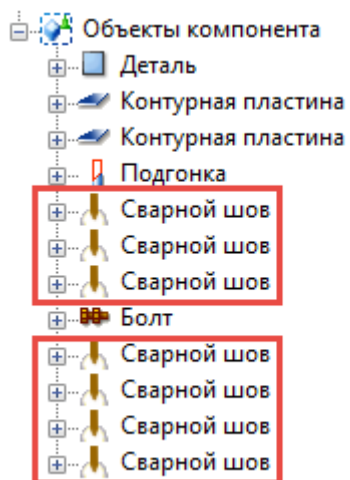 Объекты компонента
Деталь
Контурная пластина
Контурная пластина
Подгонка
Сварной шов
Сварной шов
Сварной шов
Болт
Сварной шов
Сварной шов
Сварной шов
Сварной шов